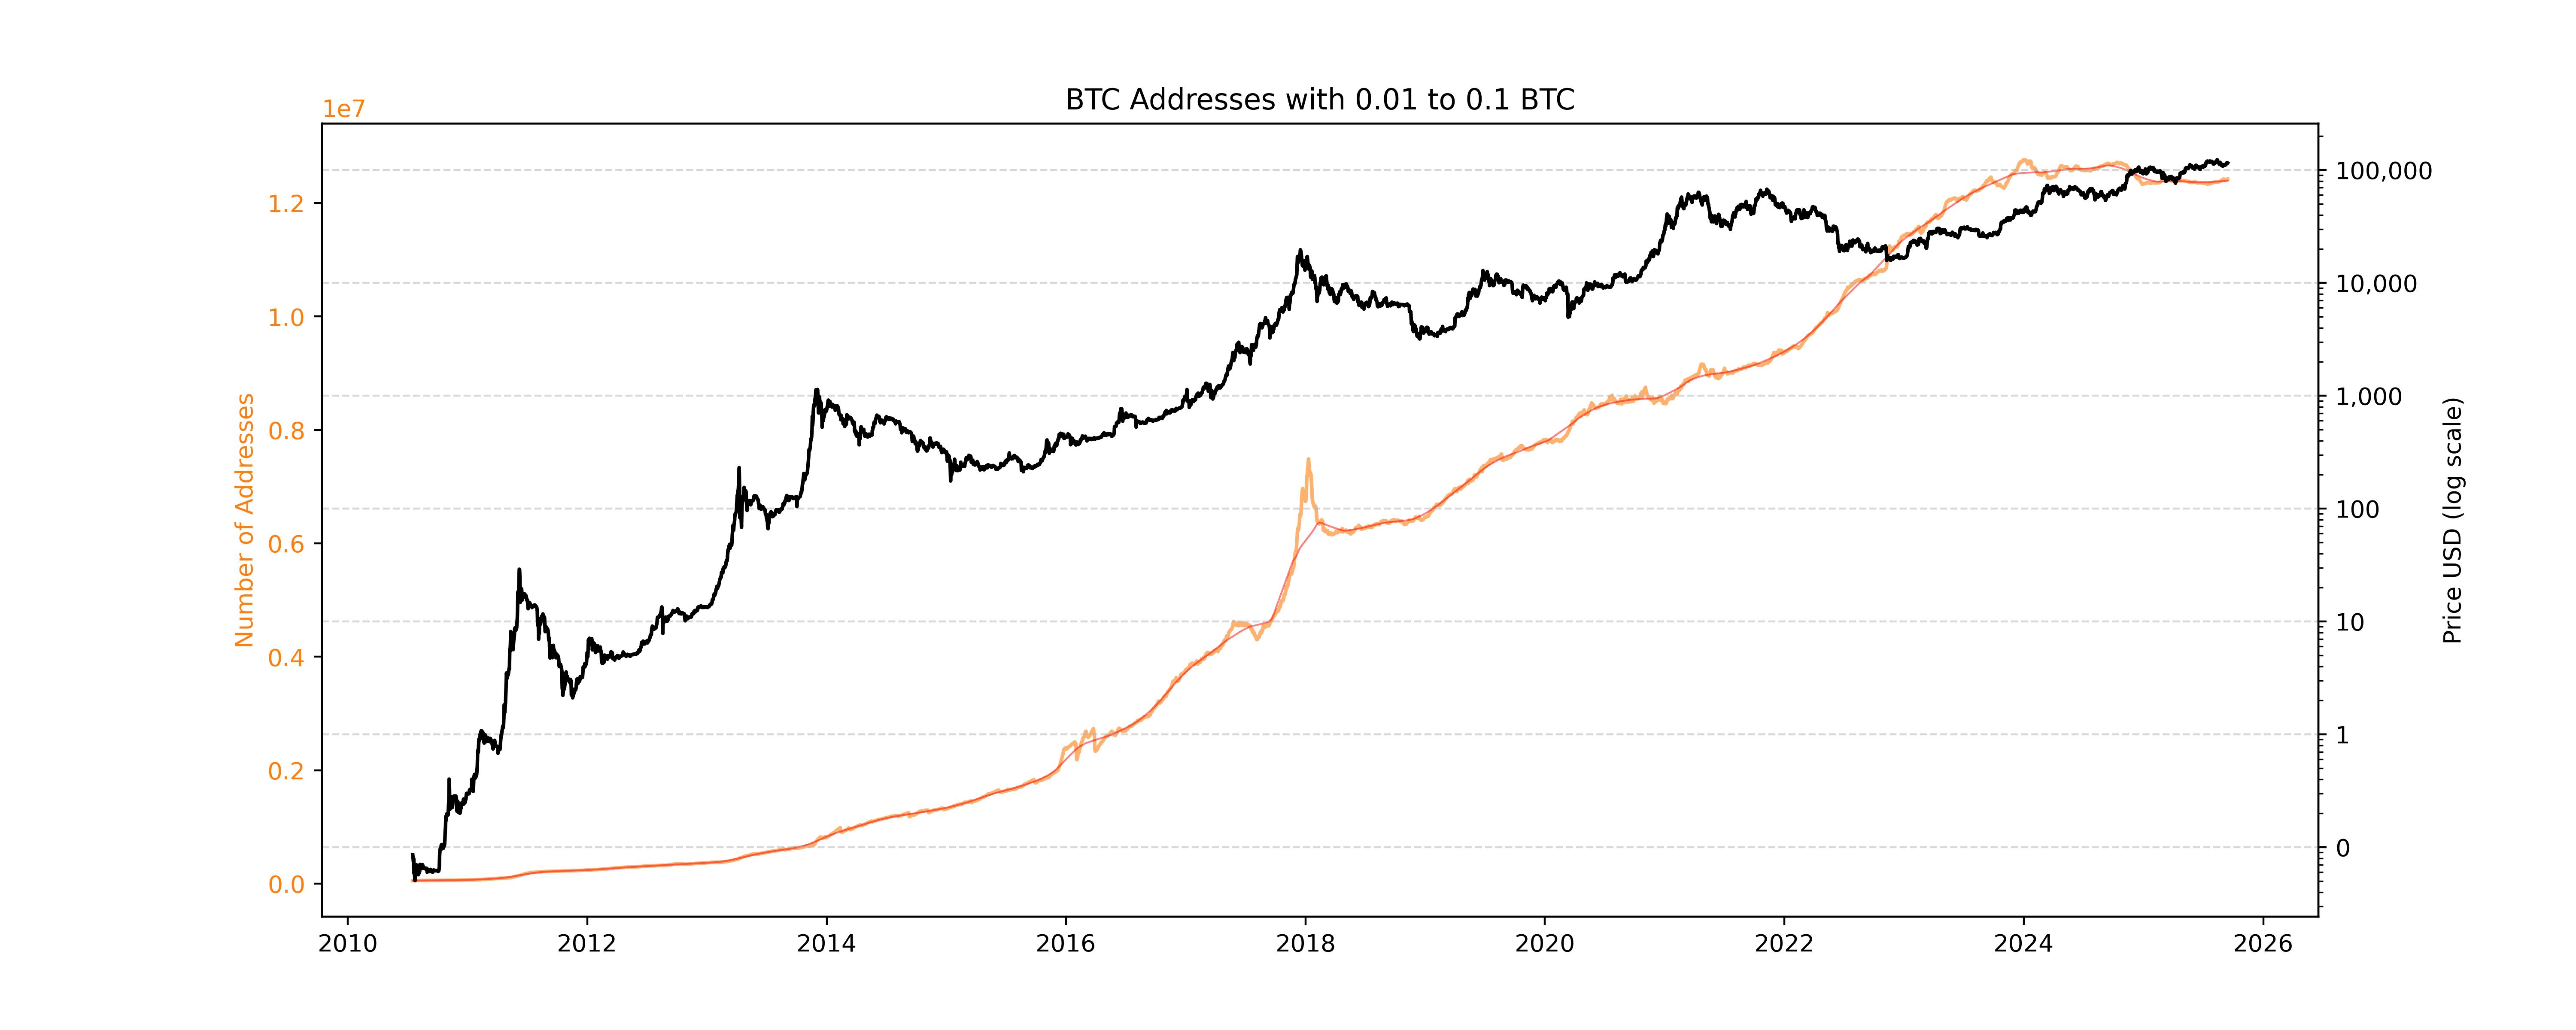 BTC Addresses with 0.01 to 0.1 BTC
1e7
1.2
1.0
0.8
0.6
0.4
0.2
0.0
Number of Addresses
100,000
10,000
1,000
100
10
1
0
Price USD (log scale)
2010 2012 2014 2016 2018 2020 2022 2024 2026